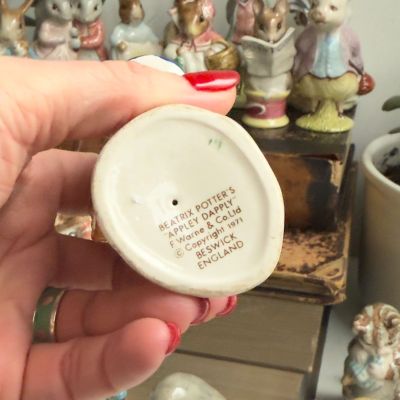 BEATRIX POTTER'S
"APPLEY DAPPLY"
F. Warne & Co. Ltd
© Copyright 1971
BESWICK
ENGLAND